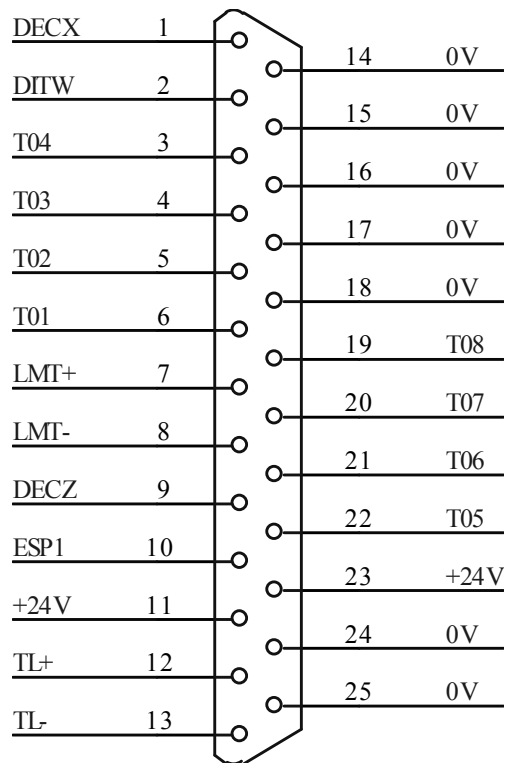 DECX 1
14 0V
DITW 2
15 0V
T04 3
16 0V
T03 4
17 0V
T02 5
18 0V
T01 6
19 T08
LMT+ 7
20 T07
LMT- 8
21 T06
DECZ 9
22 T05
ESP1 10
23 +24V
+24V 11
24 0V
TL+ 12
25 0V
TL- 13